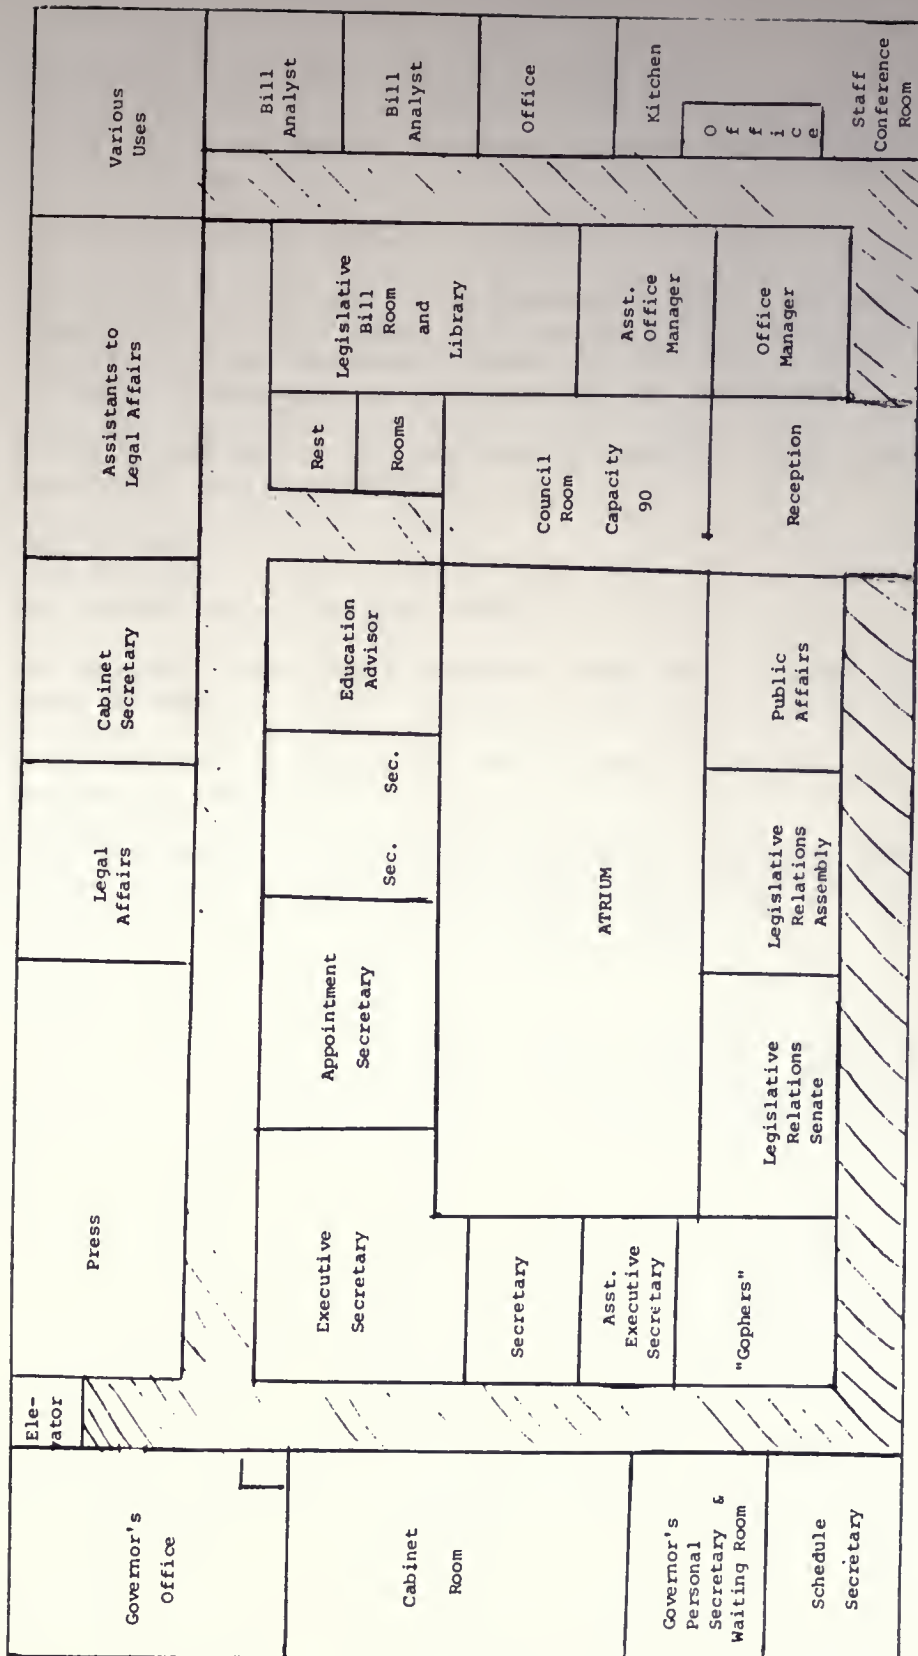 Governor's
Office
Ele-
vator
Press
Legal
Affairs
Cabinet
Secretary
Assistants to
Legal Affairs
Various
Uses
Cabinet
Room
Executive
Secretary
Appointment
Secretary
Sec.
Sec.
Education
Advisor
Rest
Rooms
Legislative
Bill
Room
and
Library
Bill
Analyst
Bill
Analyst
Office
Kitchen
Office
Staff
Conference
Room
Secretary
Asst.
Executive
Secretary
"Gophers"
ATRIUM
Council
Room
Capacity
90
Asst.
Office
Manager
Office
Manager
Governor's
Personal
Secretary &
Waiting Room
Schedule
Secretary
Legislative
Relations
Senate
Legislative
Relations
Assembly
Public
Affairs
Reception